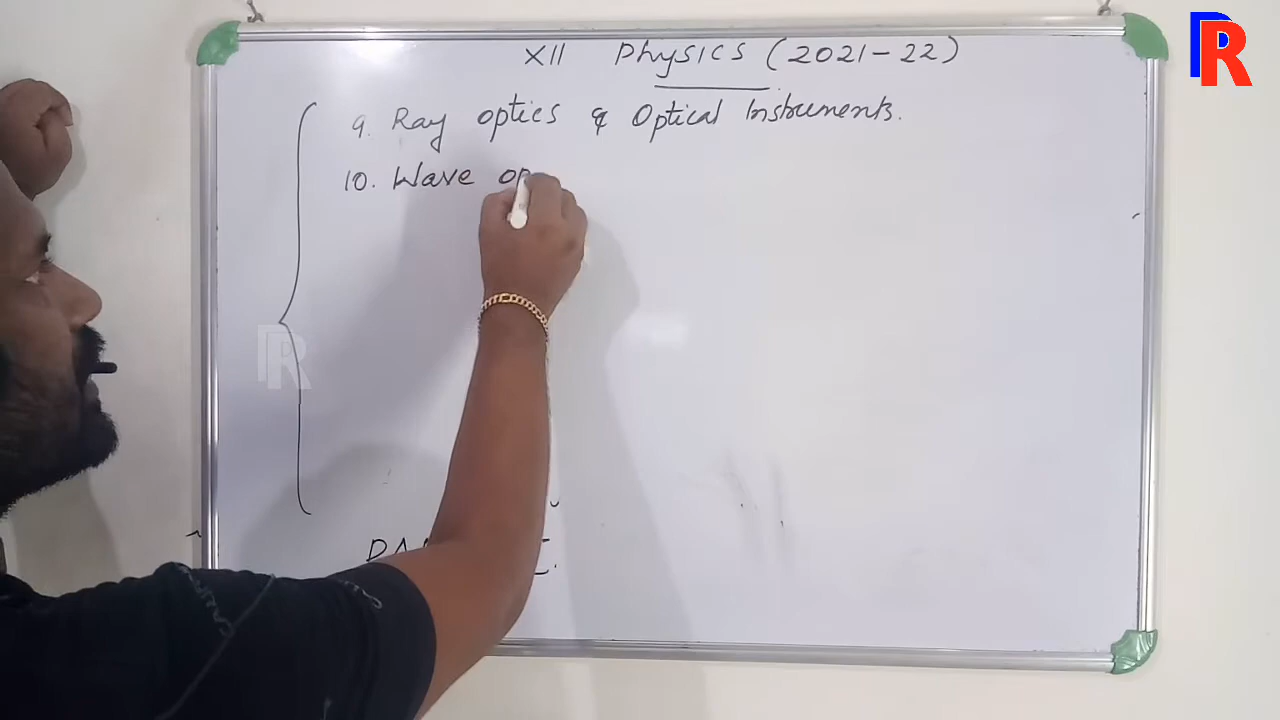 R
XII Physics (2021-22)
9. Ray optics & Optical Instruments.
10. Wave op
R